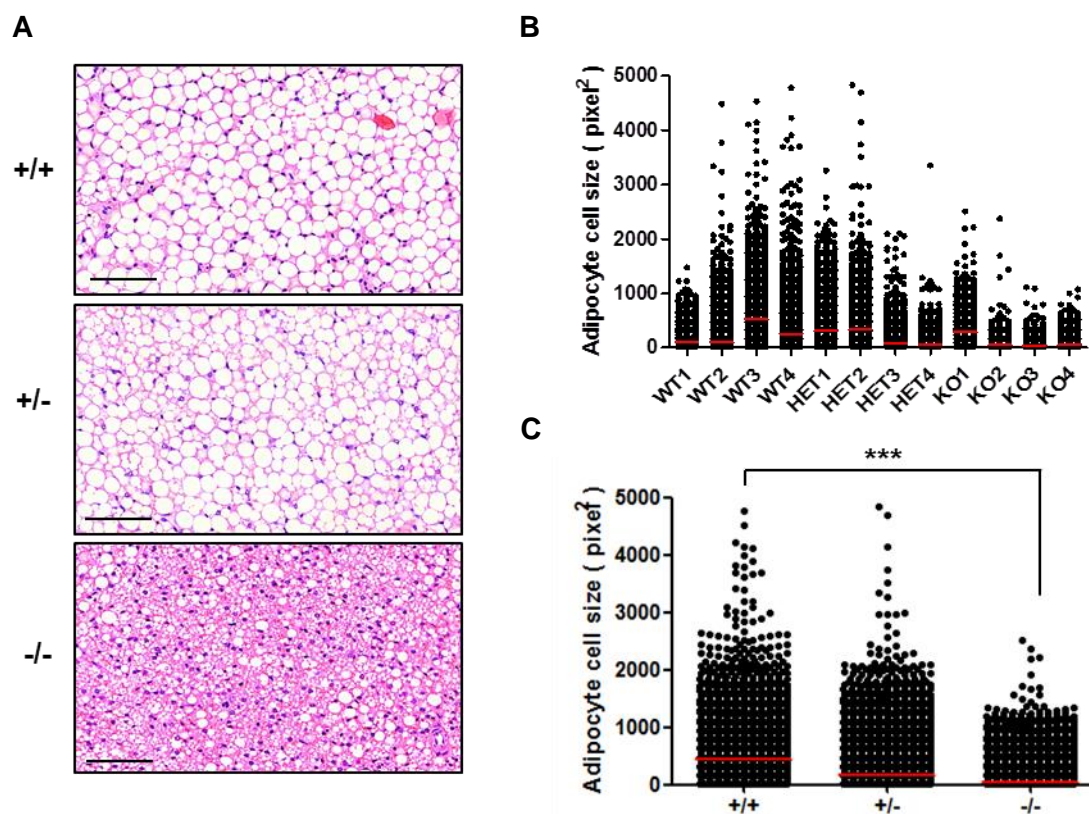 A
+/+
+/-
-/-
B
Adipocyte cell size ( pixel²)
5000
4000
3000
2000
1000
0
WT1 WT2 WT3 WT4 HET1 HET2 HET3 HET4 KO1 KO2 KO3 KO4
C
***
Adipocyte cell size ( pixel²)
5000
4000
3000
2000
1000
0
+/+ +/- -/-